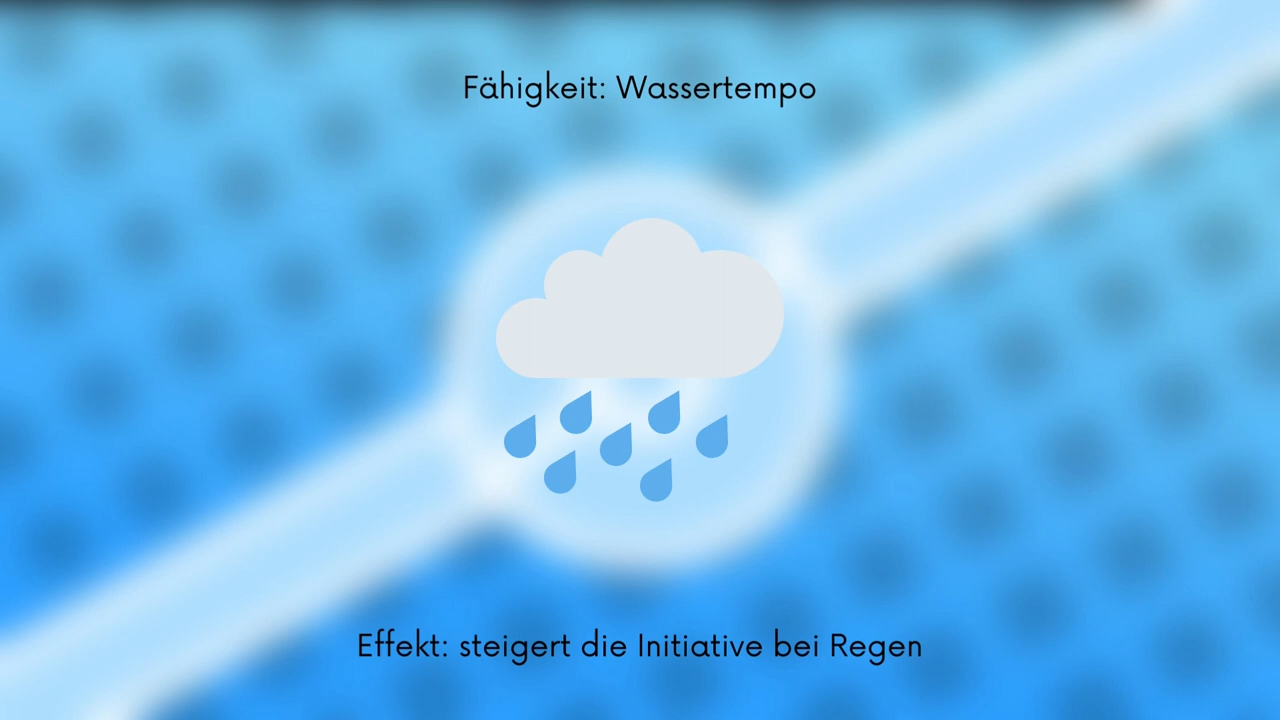 Fähigkeit: Wassertempo
Effekt: steigert die Initiative bei Regen